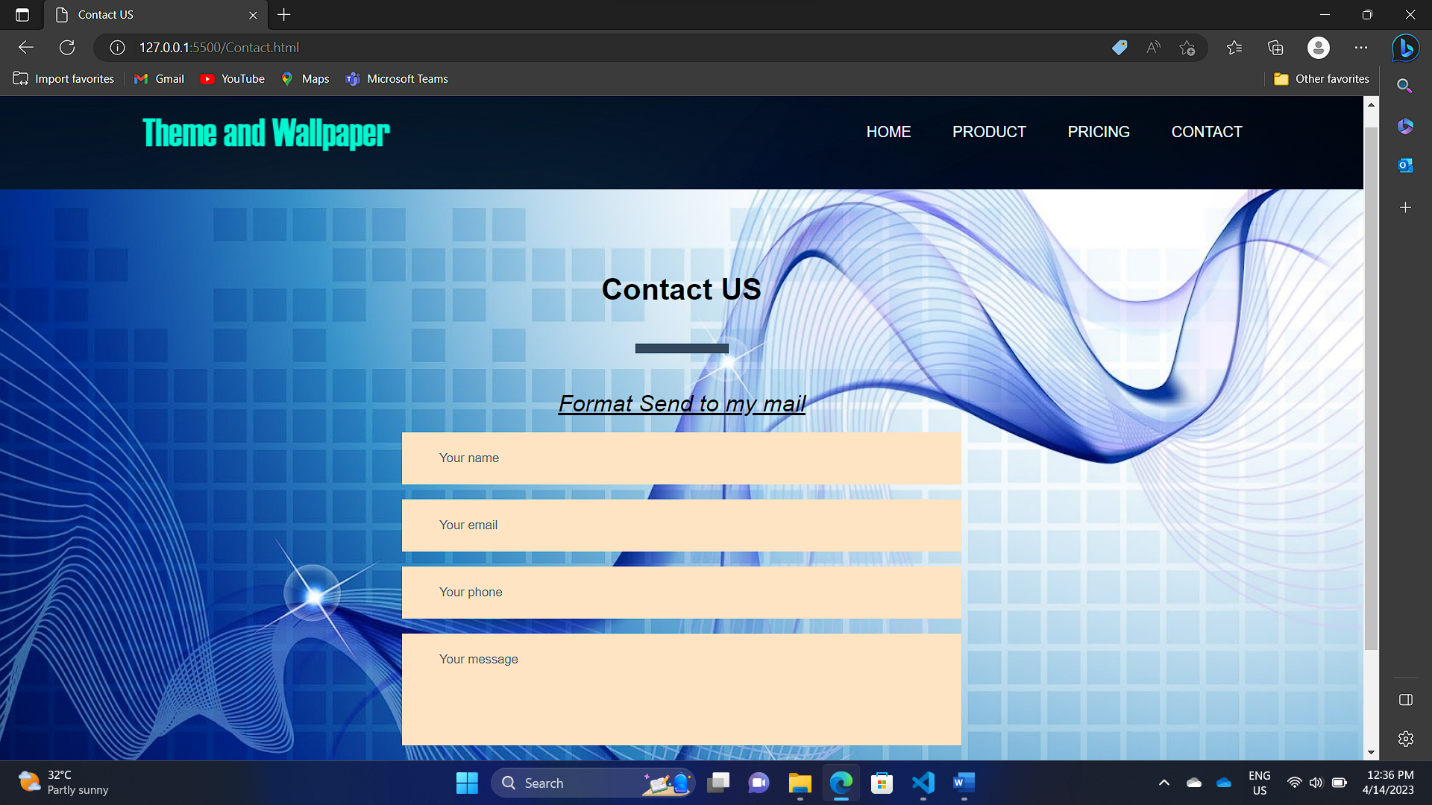 Contact US
127.0.0.1:5500/Contact.html
Import favorites Gmail YouTube Maps Microsoft Teams Other favorites
Theme and Wallpaper HOME PRODUCT PRICING CONTACT
Contact US
Format Send to my mail
Your name
Your email
Your phone
Your message
32°C
Partly sunny
Search
ENG
US
12:36 PM
4/14/2023